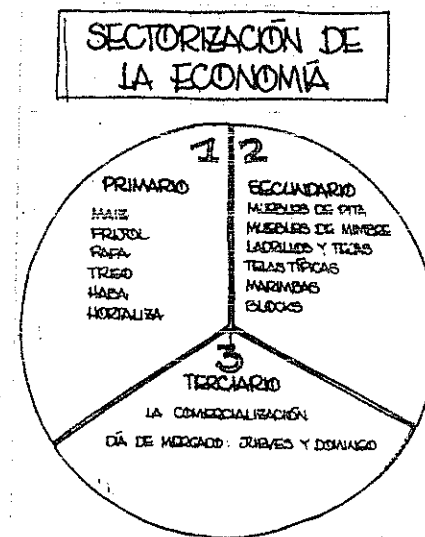 SECTORIZACIÓN DE
LA ECONOMÍA
1
PRIMARIO
MAIZ
FRIJOL
PAPA
TRIGO
HABA
HORTALIZA
2
SECUNDARIO
MUEBLES DE PITA
MUEBLES DE MIMBRE
LADRILLOS Y TEJAS
TELAS TÍPICAS
MARIMBAS
BLOCKS
3
TERCIARIO
LA COMERCIALIZACIÓN
DÍA DE MERCADO: JUEVES Y DOMINGO